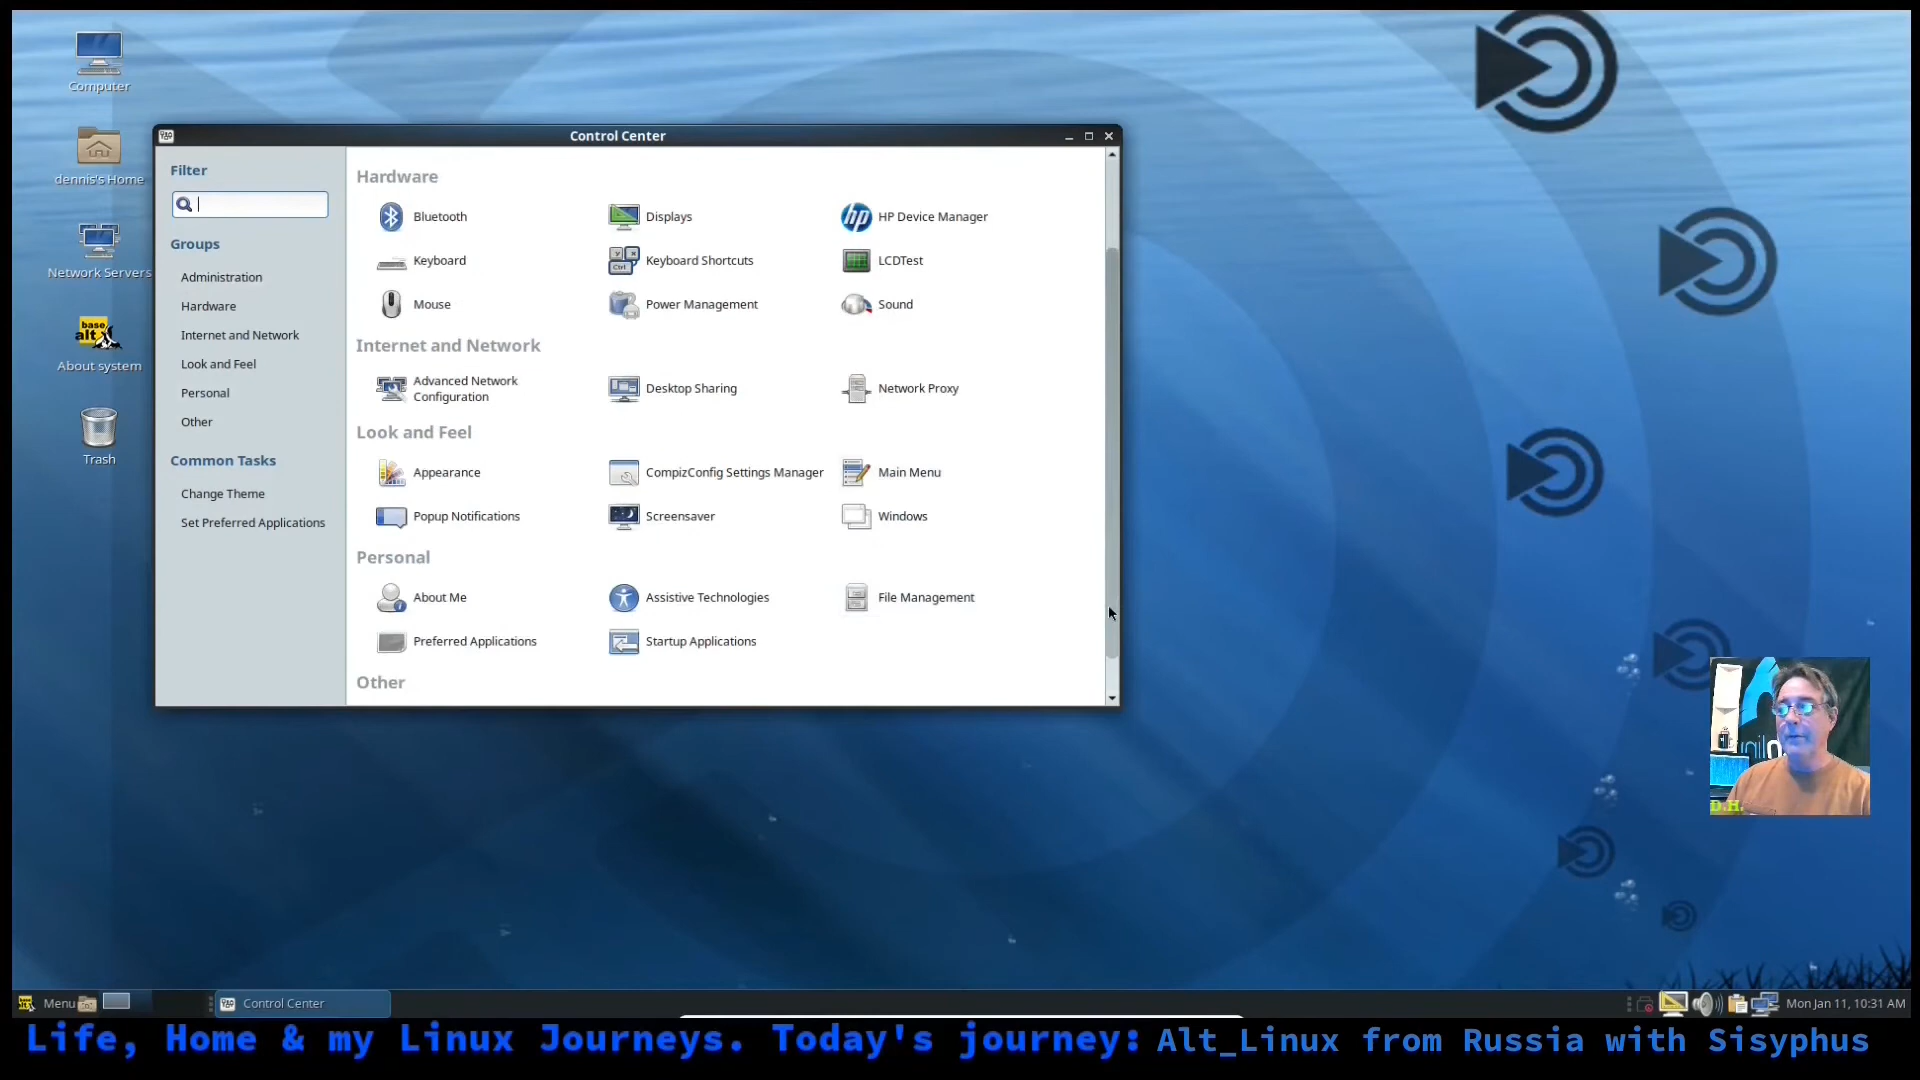 Computer
dennis's Home
Network Servers
base
alt
About system
Trash
Control Center
Filter
Groups
Administration
Hardware
Internet and Network
Look and Feel
Personal
Other
Common Tasks
Change Theme
Set Preferred Applications
Hardware
Bluetooth
Displays
hp
HP Device Manager
Keyboard
Ctrl
Keyboard Shortcuts
LCDTest
Mouse
Power Management
Sound
Internet and Network
Advanced Network
Configuration
Desktop Sharing
Network Proxy
Look and Feel
Appearance
CompizConfig Settings Manager
Main Menu
Popup Notifications
Screensaver
Windows
Personal
About Me
Assistive Technologies
File Management
Preferred Applications
Startup Applications
Other
D.H.
Menu
Control Center
Mon Jan 11, 10:31 AM
Life, Home & my Linux Journeys. Today's journey: Alt_Linux from Russia with Sisyphus